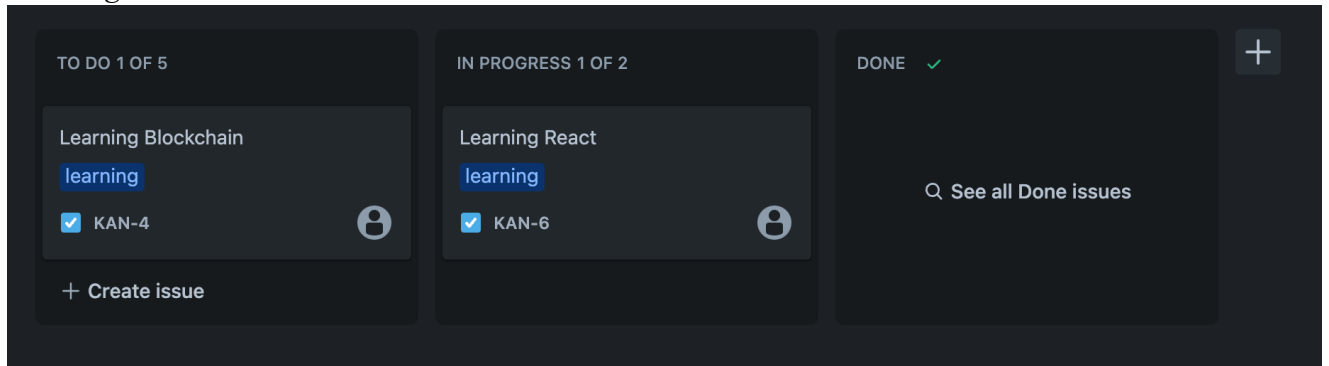 TO DO 1 OF 5
Learning Blockchain
learning
KAN-4
Create issue
IN PROGRESS 1 OF 2
Learning React
learning
KAN-6
DONE
See all Done issues